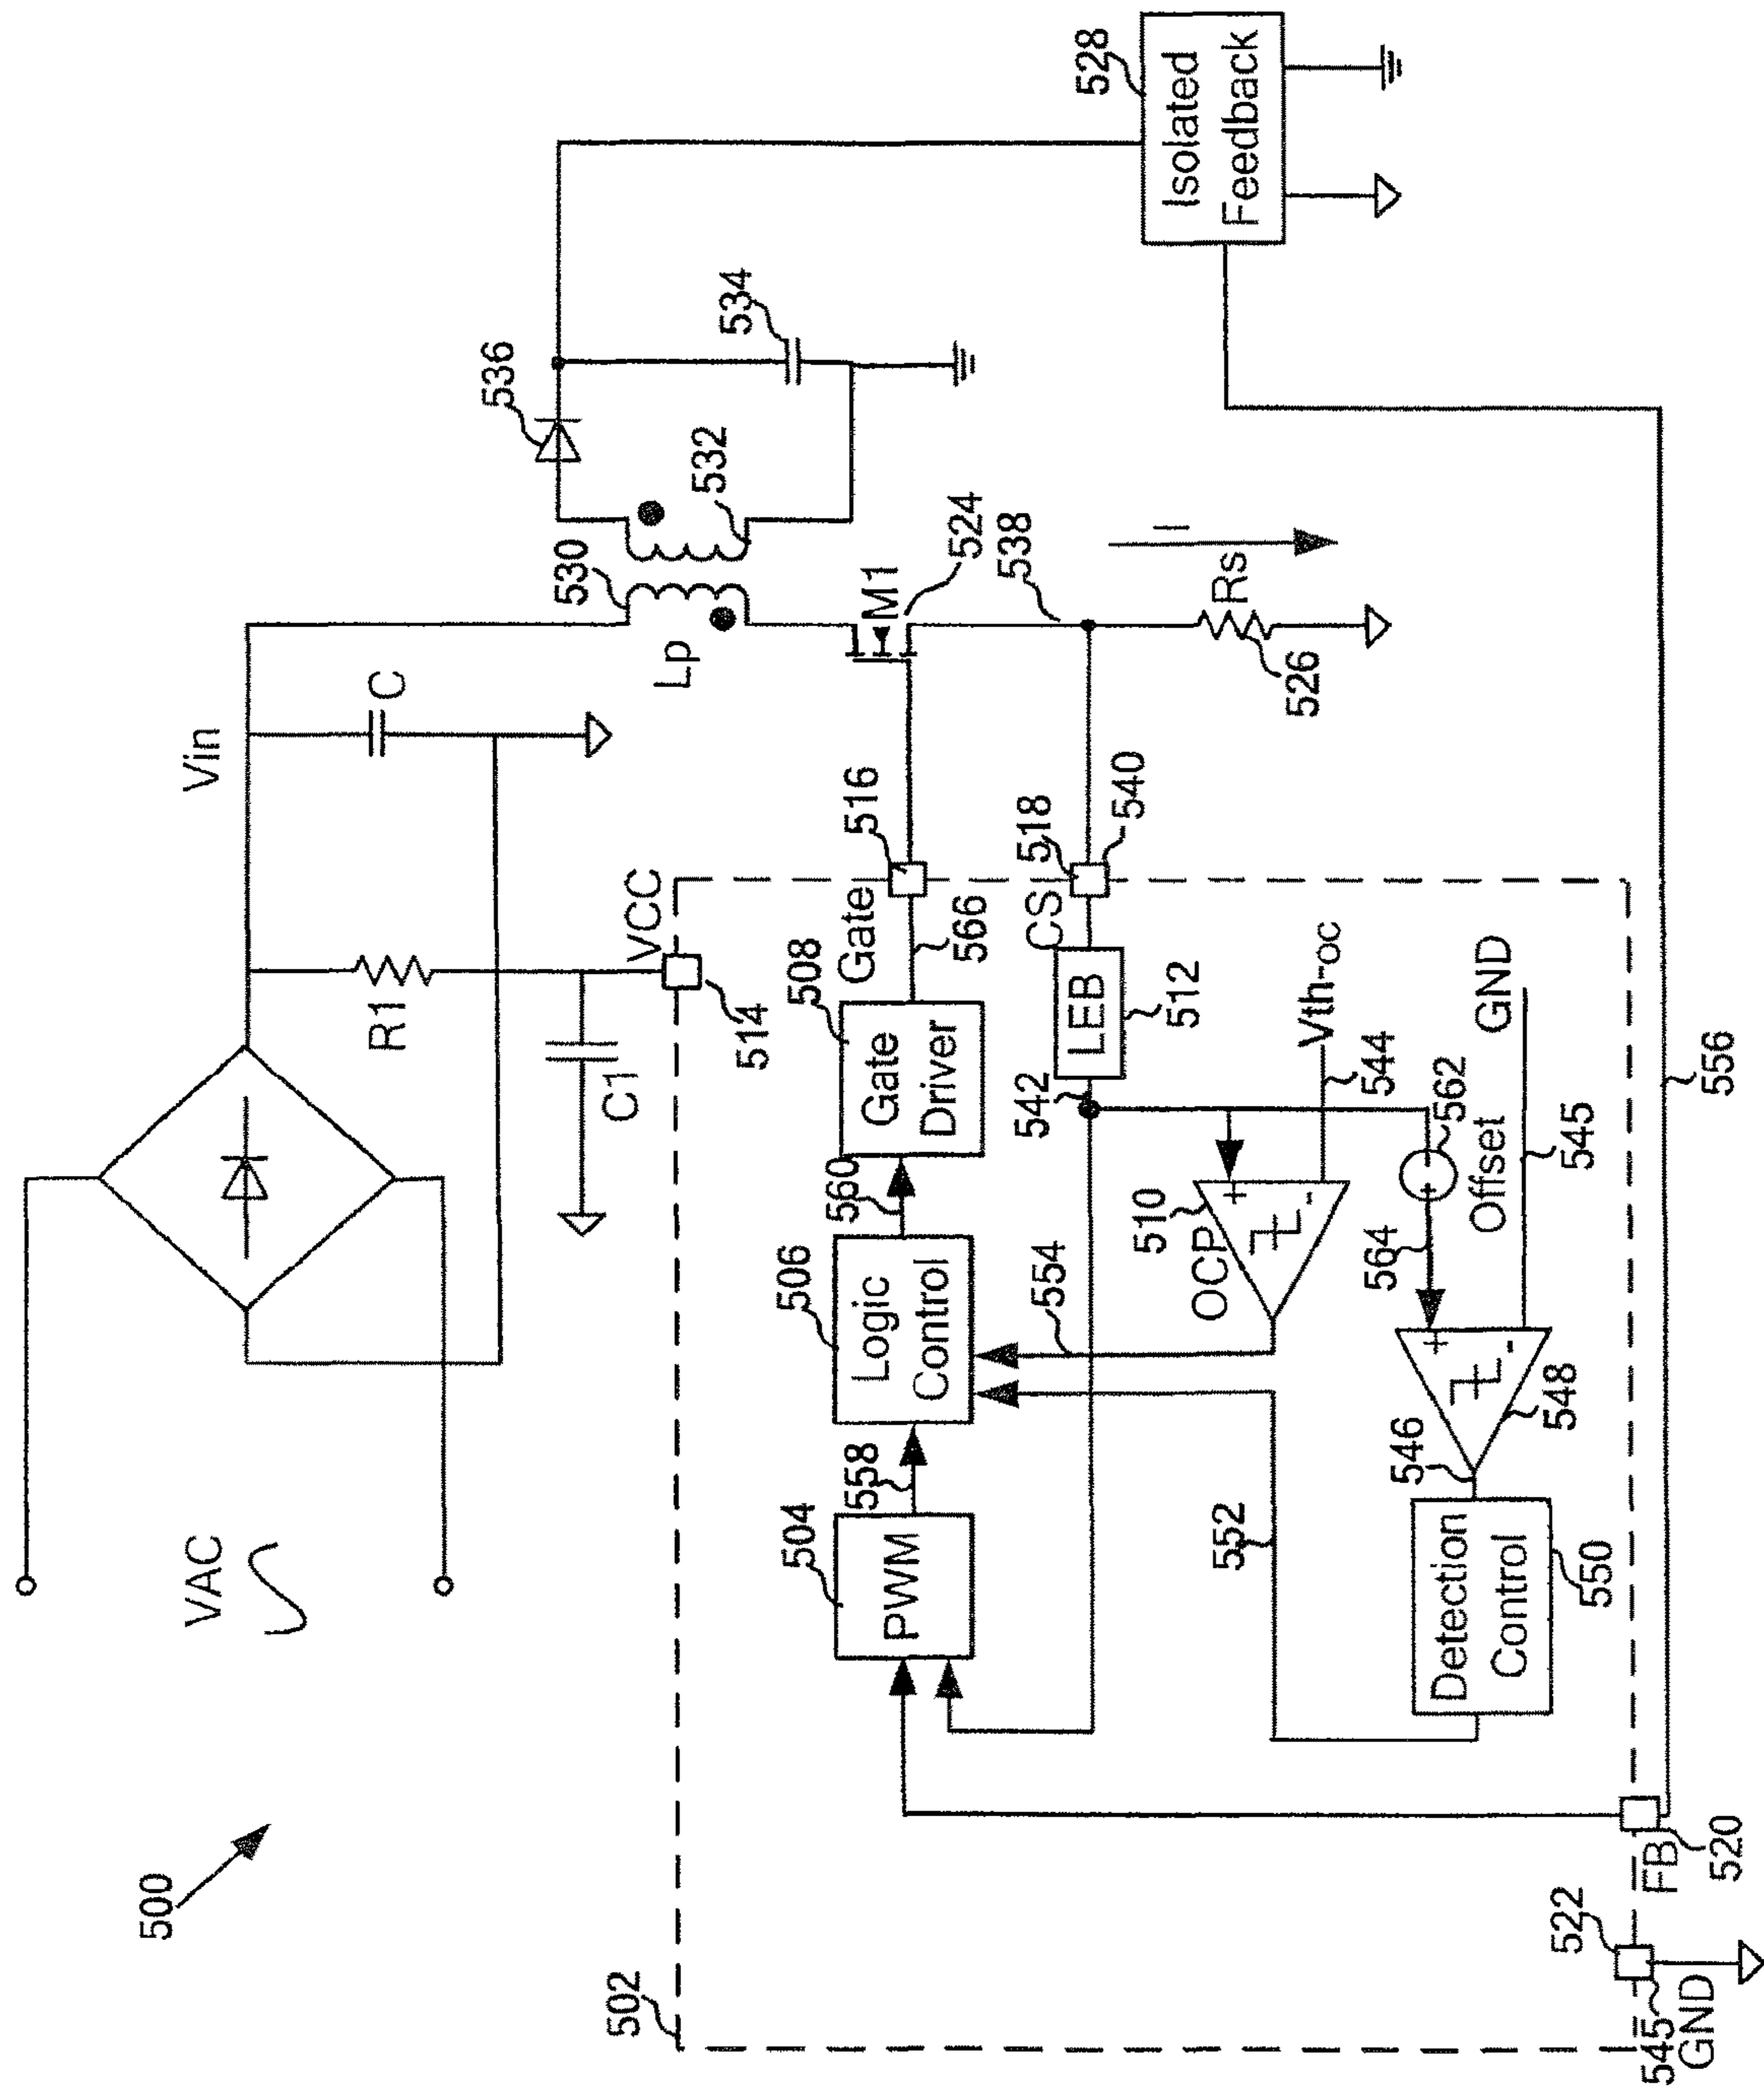 500
VAC
Vin
R1
C
C1
VCC
514
530
Lp
536
532
534
M1
524
538
I
Rs
526
528
Isolated
Feedback
502
504
PWM
558
506
Logic
Control
560
508
Gate
Driver
566
Gate
516
518
CS
540
LEB
512
542
Vth-oc
544
510
OCP
+
-
554
552
562
Offset
564
GND
545
+
-
548
546
Detection
Control
550
556
FB
520
522
545
GND